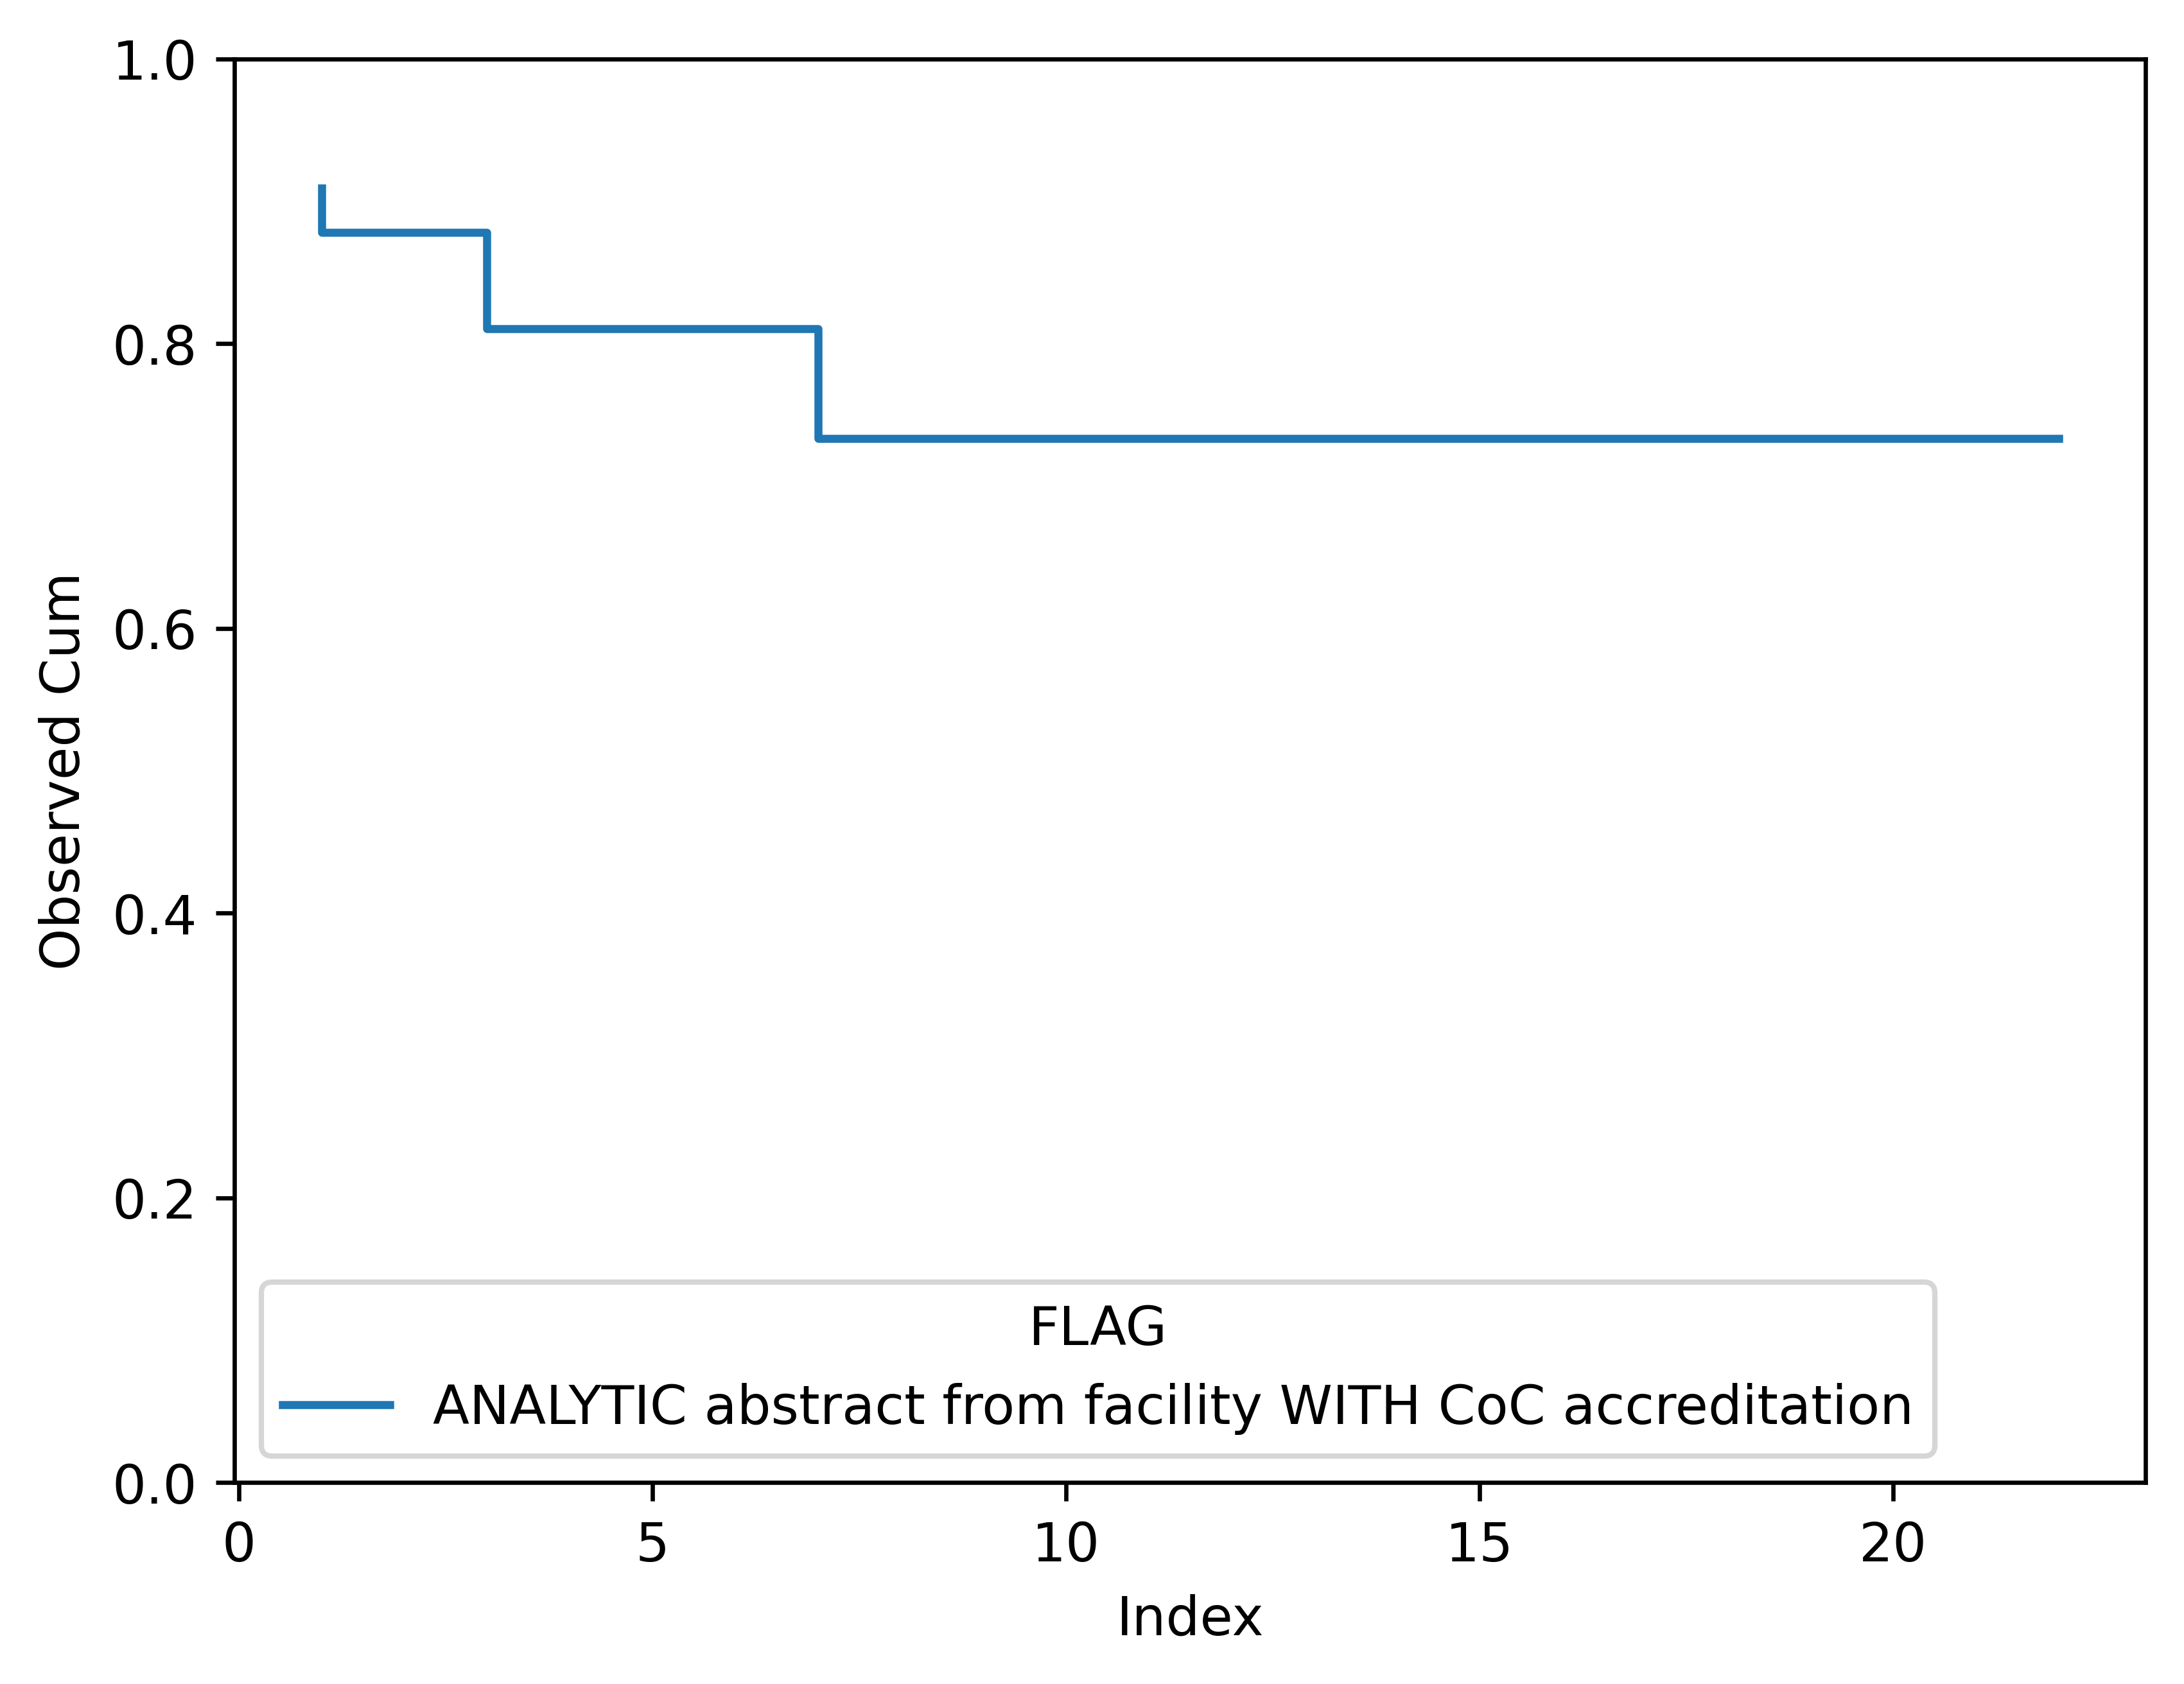 1.0
0.8
0.6
0.4
0.2
0.0
Observed Cum
FLAG
ANALYTIC abstract from facility WITH CoC accreditation
0 5 10 15 20
Index